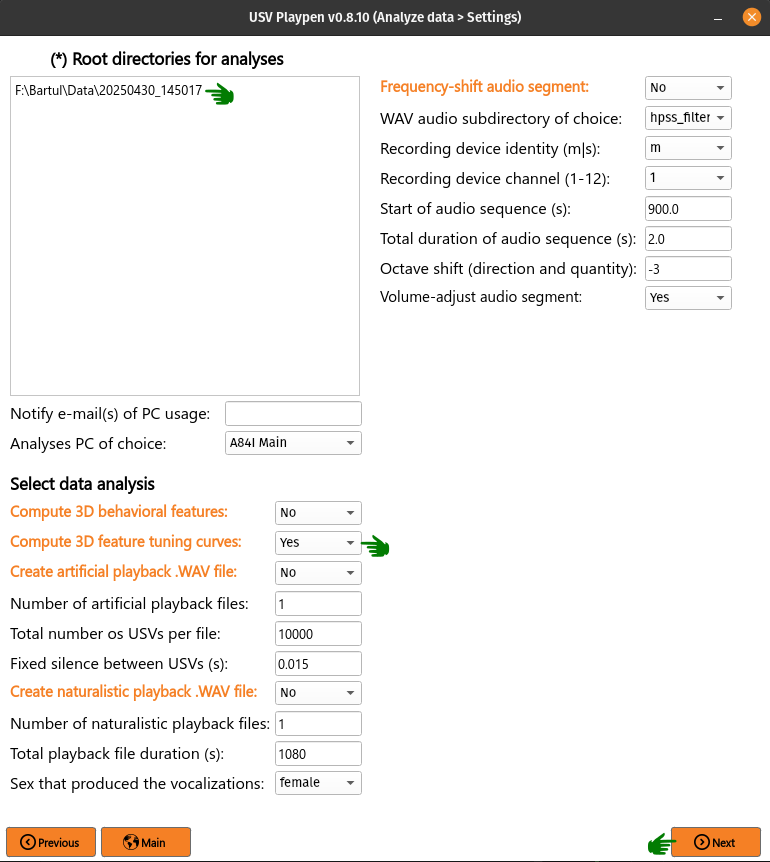 USV Playpen v0.8.10 (Analyze data > Settings)
(*) Root directories for analyses
F:\Bartul\Data\20250430_145017
Notify e-mail(s) of PC usage:
Analyses PC of choice: A84I Main
Select data analysis
Compute 3D behavioral features: No
Compute 3D feature tuning curves: Yes
Create artificial playback .WAV file: No
Number of artificial playback files: 1
Total number os USVs per file: 10000
Fixed silence between USVs (s): 0.015
Create naturalistic playback .WAV file: No
Number of naturalistic playback files: 1
Total playback file duration (s): 1080
Sex that produced the vocalizations: female
Frequency-shift audio segment: No
WAV audio subdirectory of choice: hpss_filter
Recording device identity (m|s): m
Recording device channel (1-12): 1
Start of audio sequence (s): 900.0
Total duration of audio sequence (s): 2.0
Octave shift (direction and quantity): -3
Volume-adjust audio segment: Yes
Previous Main Next